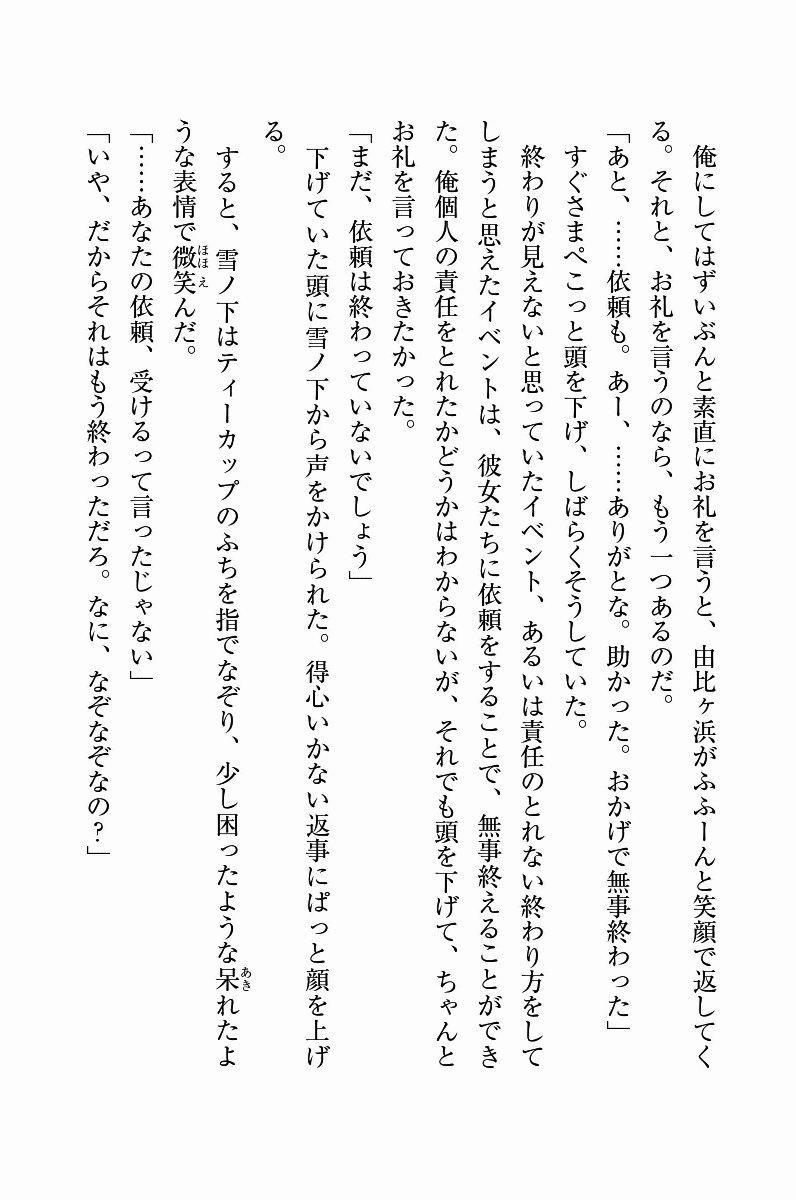 俺にしてはずいぶんと素直にお礼を言うと、由比ヶ浜がふふーんと笑顔で返してく
る。それと、お礼を言うのなら、もう一つあるのだ。
「あと、……依頼も。あー、……ありがとな。助かった。おかげで無事終わった」
　すぐさまぺこっと頭を下げ、しばらくそうしていた。
　終わりが見えないと思っていたイベント、あるいは責任のとれない終わり方をして
しまうと思えたイベントは、彼女たちに依頼をすることで、無事終えることができ
た。俺個人の責任をとれたかどうかはわからないが、それでも頭を下げて、ちゃんと
お礼を言っておきたかった。
「まだ、依頼は終わっていないでしょう」
　下げていた頭に雪ノ下から声をかけられた。得心いかない返事にぱっと顔を上げ
る。
　すると、雪ノ下はティーカップのふちを指でなぞり、少し困ったような呆れたよ
うな表情で微笑んだ。
「……あなたの依頼、受けるって言ったじゃない」
「いや、だからそれはもう終わっただろ。なに、なぞなぞなの？」